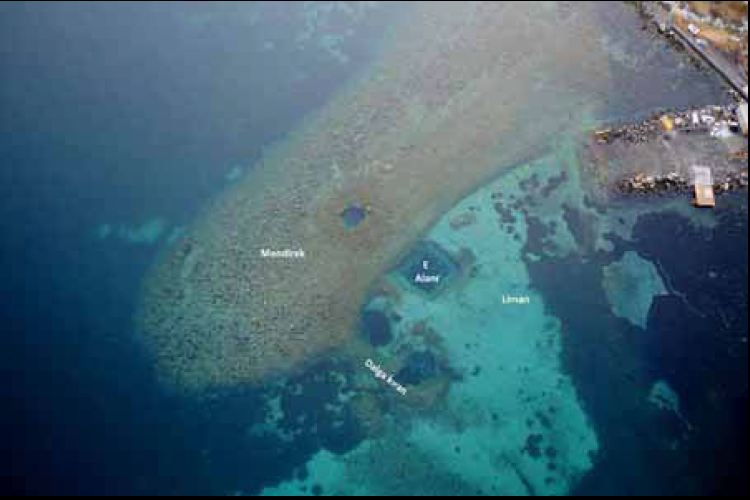 Mendirek
E
Alanı
Liman
Dalga kıran